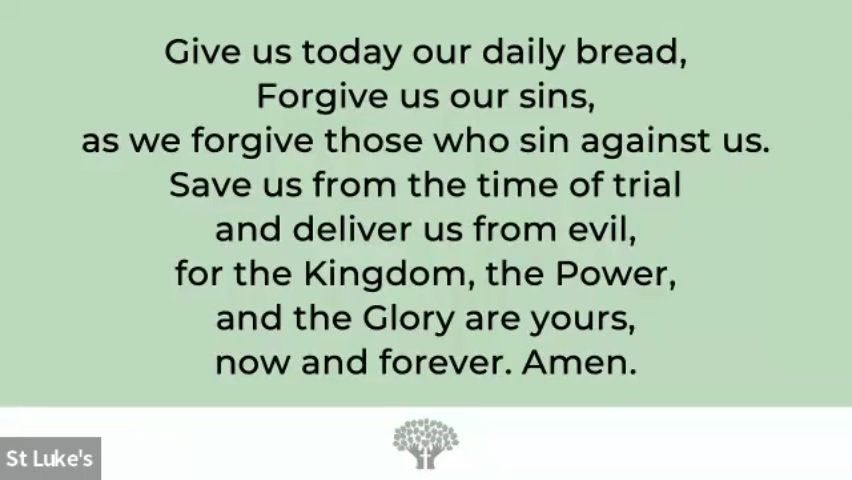 Give us today our daily bread,
Forgive us our sins,
as we forgive those who sin against us.
Save us from the time of trial
and deliver us from evil,
for the Kingdom, the Power,
and the Glory are yours,
now and forever. Amen.
St Luke's